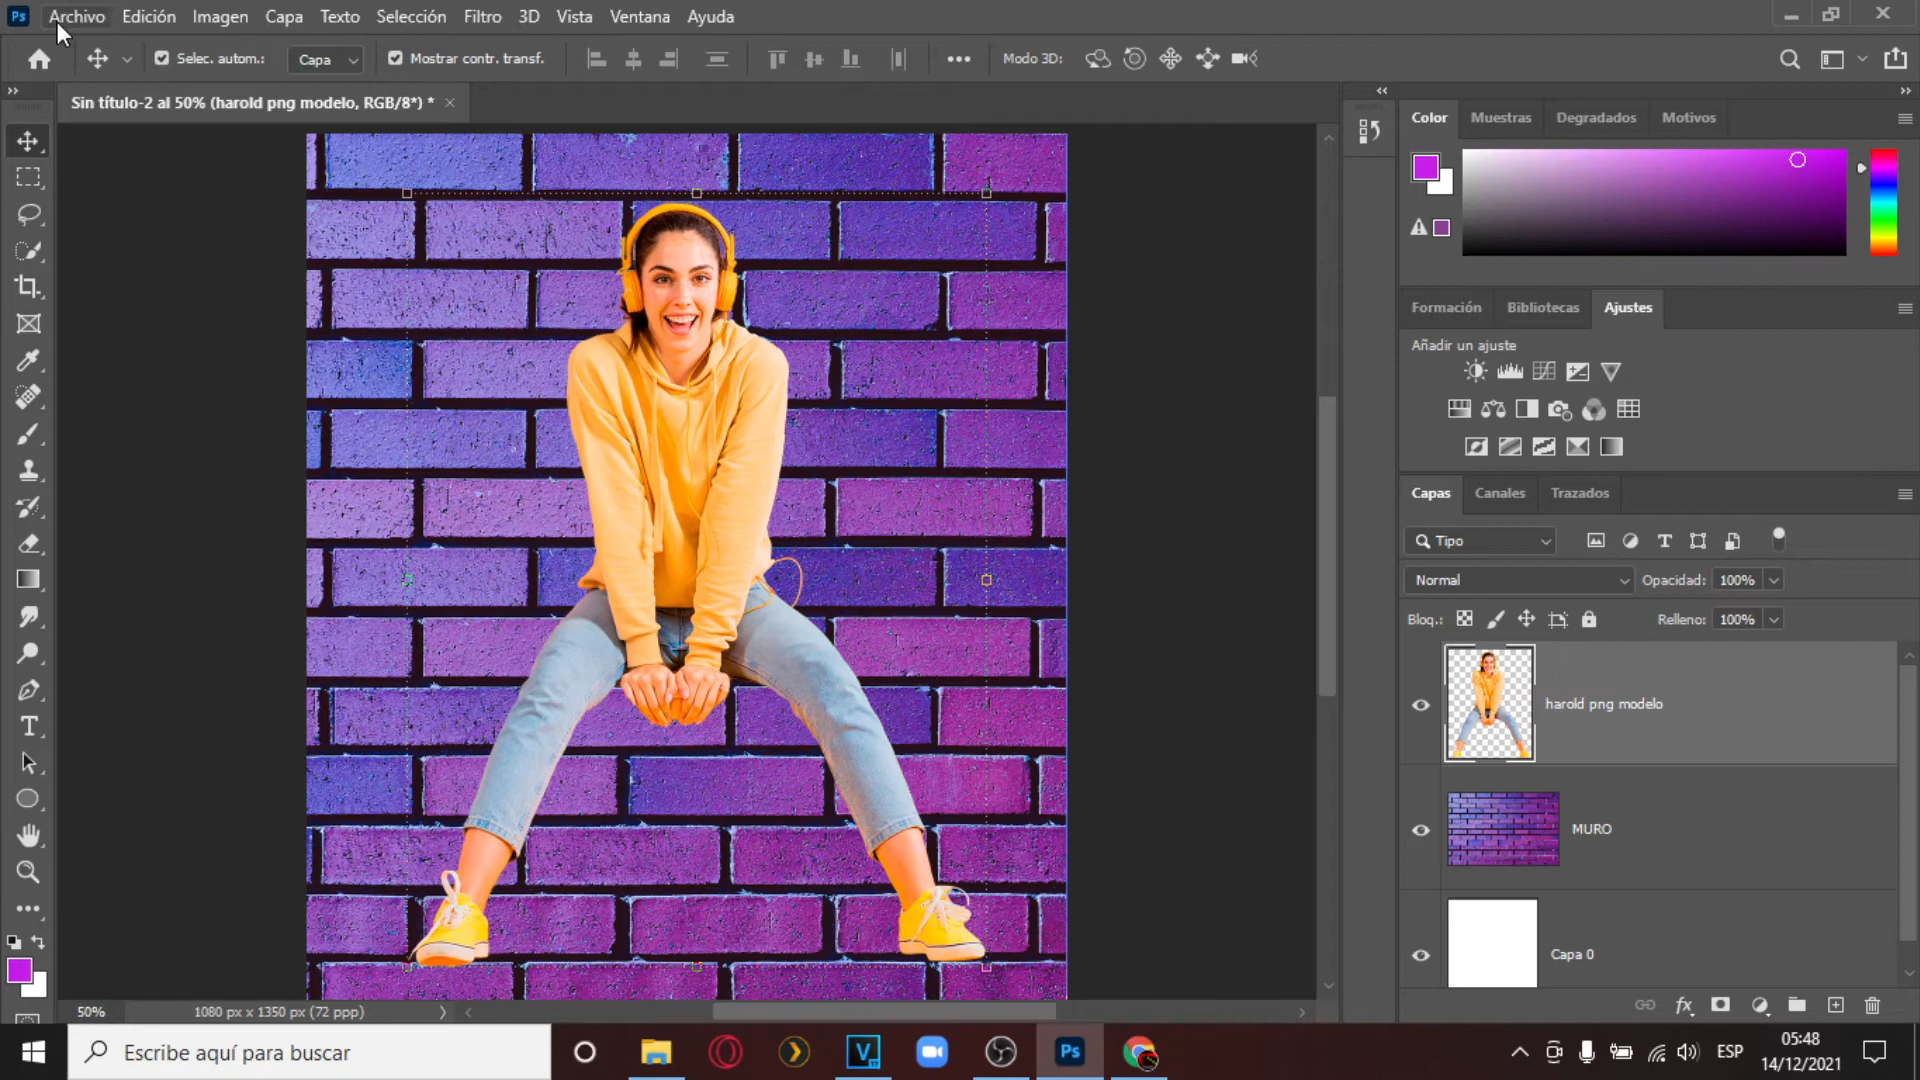 Ps Archivo Edición Imagen Capa Texto Selección Filtro 3D Vista Ventana Ayuda
Selec. autom.: Capa Mostrar contr. transf. Modo 3D:
Sin título-2 al 50% (harold png modelo, RGB/8*) *
Color Muestras Degradados Motivos
Formación Bibliotecas Ajustes
Añadir un ajuste
Capas Canales Trazados
Tipo
Normal Opacidad: 100%
Bloq.: Relleno: 100%
harold png modelo
MURO
Capa 0
fx
50% 1080 px x 1350 px (72 ppp)
Escribe aquí para buscar
V
Ps
ESP
05:48
14/12/2021